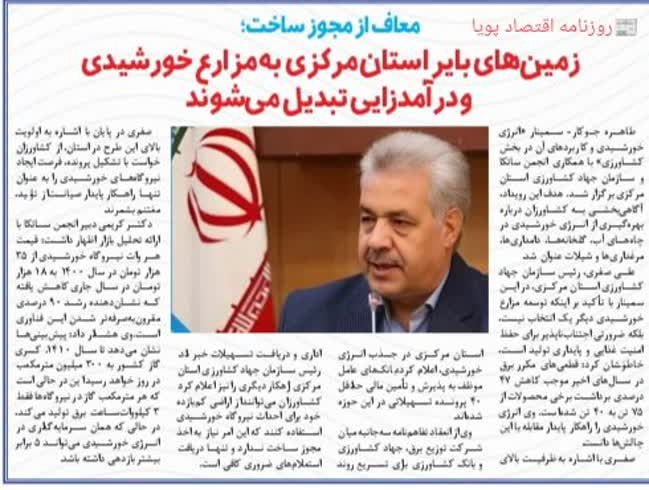 روزنامه اقتصاد پویا
معاف از مجوز ساخت؛
زمین‌های بایر استان مرکزی به مزارع خورشیدی
و درآمدزایی تبدیل می‌شوند
طاهره جوکار- سمینار «انرژی
خورشیدی و کاربردهای آن در بخش
کشاورزی» با همکاری انجمن ساتکا
و سازمان جهاد کشاورزی استان
مرکزی برگزار شد. هدف این رویداد،
آگاهی‌بخشی به کشاورزان درباره
بهره‌گیری از انرژی خورشیدی در
چاه‌های آب، گلخانه‌ها، دامداری‌ها،
مرغداری‌ها و شیلات عنوان شد.
علی صفری، رئیس سازمان جهاد
کشاورزی استان مرکزی، در این
سمینار با تأکید بر اینکه توسعه مزارع
خورشیدی دیگر یک انتخاب نیست،
بلکه ضرورتی اجتناب‌ناپذیر برای حفظ
امنیت غذایی و پایداری تولید است،
خاطرنشان کرد: قطعی‌های مکرر برق
در سال‌های اخیر موجب کاهش ۴۷
درصدی برداشت برخی محصولات از
۷۵ تن به ۴۰ تن شده است. وی انرژی
خورشیدی را راهکار پایدار مقابله با این
چالش‌ها دانست.
صفری با اشاره به ظرفیت بالای
استان مرکزی در جذب انرژی
خورشیدی، اعلام کرد: بانک‌های عامل
موظف به پذیرش و تأمین مالی حداقل
۴۰ پرونده تسهیلاتی در این حوزه
شده‌اند.
وی از انعقاد تفاهم‌نامه سه‌جانبه میان
شرکت توزیع برق، جهاد کشاورزی
و بانک کشاورزی برای تسریع روند
اداری و دریافت تسهیلات خبر داد.
رئیس سازمان جهاد کشاورزی استان
مرکزی راهکار دیگری را نیز اعلام کرد:
کشاورزان می‌توانند از اراضی کم‌بازده
خود برای احداث نیروگاه خورشیدی
استفاده کنند که این امر نیاز به اخذ
مجوز ساخت ندارد و تنها دریافت
استعلام‌های ضروری کافی است.
صفری در پایان با اشاره به اولویت
بالای این طرح در استان، از کشاورزان
خواست با تشکیل پرونده، فرصت ایجاد
نیروگاه‌های خورشیدی را به عنوان
تنها راهکار پایدار صیانت از تولید،
مغتنم بشمرند.
دکتر کریمی دبیر انجمن ساتکا با
ارائه تحلیل بازار اظهار داشت: قیمت
هر وات نیروگاه خورشیدی از ۳۵
هزار تومان در سال ۱۴۰۰ به ۱۸ هزار
تومان در سال جاری کاهش یافته
که نشان‌دهنده رشد ۹۰ درصدی
مقرون‌به‌صرفه‌تر شدن این فناوری
است. وی هشدار داد: پیش‌بینی‌ها
نشان می‌دهد تا سال ۱۴۱۰، کسری
گاز کشور به ۳۰۰ میلیون مترمکعب
در روز خواهد رسید؛ این در حالی است
که هر مترمکعب گاز در نیروگاه‌ها فقط
۳ کیلووات‌ساعت برق تولید می‌کند،
در حالی که همان سرمایه‌گذاری در
انرژی خورشیدی می‌تواند ۵ برابر
بیشتر بازدهی داشته باشد.